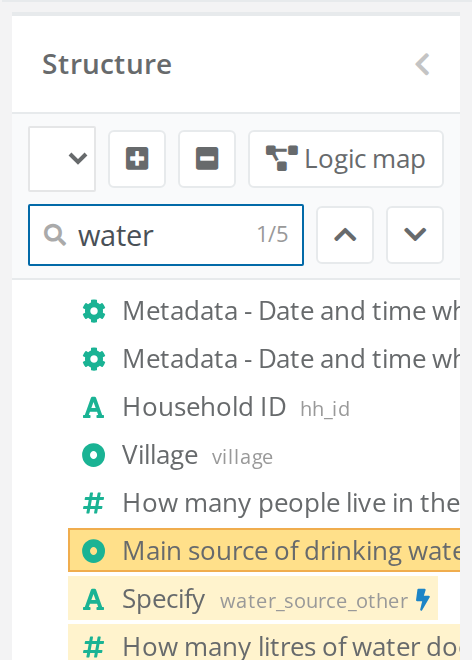 Structure
Logic map
water 1/5
Metadata - Date and time wh
Metadata - Date and time wh
A Household ID hh_id
Village village
# How many people live in the
Main source of drinking wate
A Specify water_source_other
# How many litres of water do